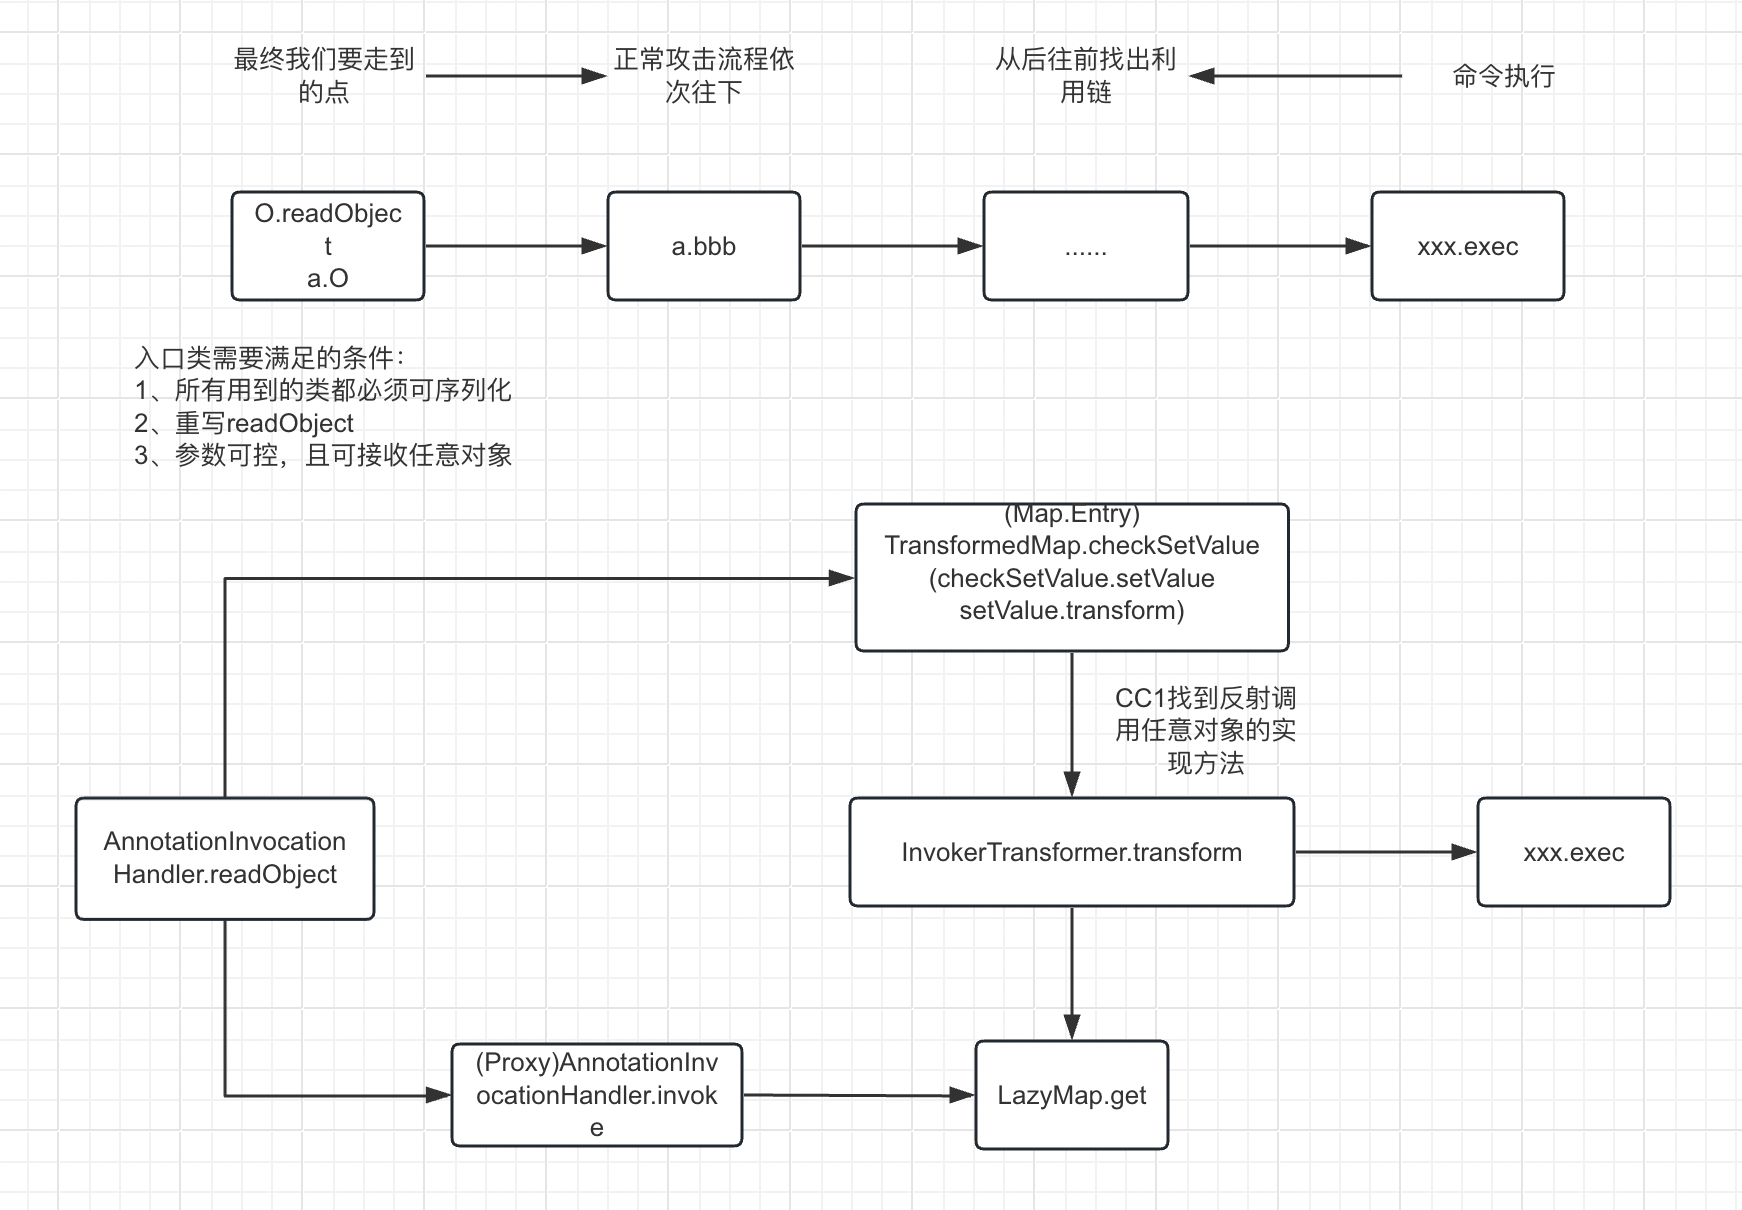 最终我们要走到
的点
正常攻击流程依
次往下
从后往前找出利
用链
命令执行
O.readObjec
t
a.O
a.bbb
......
xxx.exec
入口类需要满足的条件：
1、所有用到的类都必须可序列化
2、重写readObject
3、参数可控，且可接收任意对象
(Map.Entry)
TransformedMap.checkSetValue
(checkSetValue.setValue
setValue.transform)
CC1找到反射调
用任意对象的实
现方法
AnnotationInvocation
Handler.readObject
InvokerTransformer.transform
xxx.exec
(Proxy)AnnotationInv
ocationHandler.invok
e
LazyMap.get